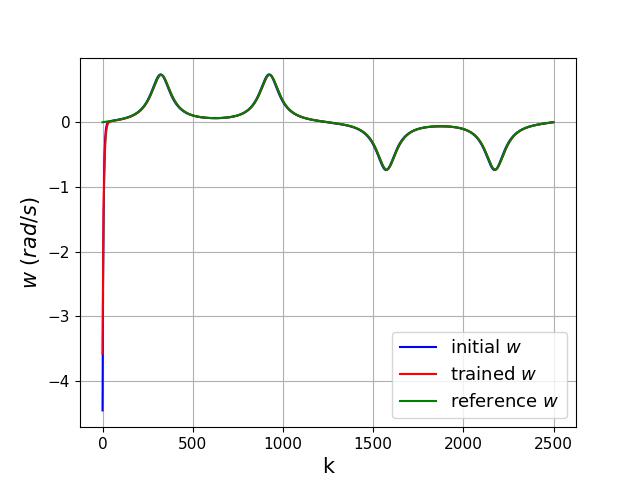 0
−1
−2
−3
−4
w (rad/s)
0
500
1000
1500
2000
2500
k
initial w
trained w
reference w